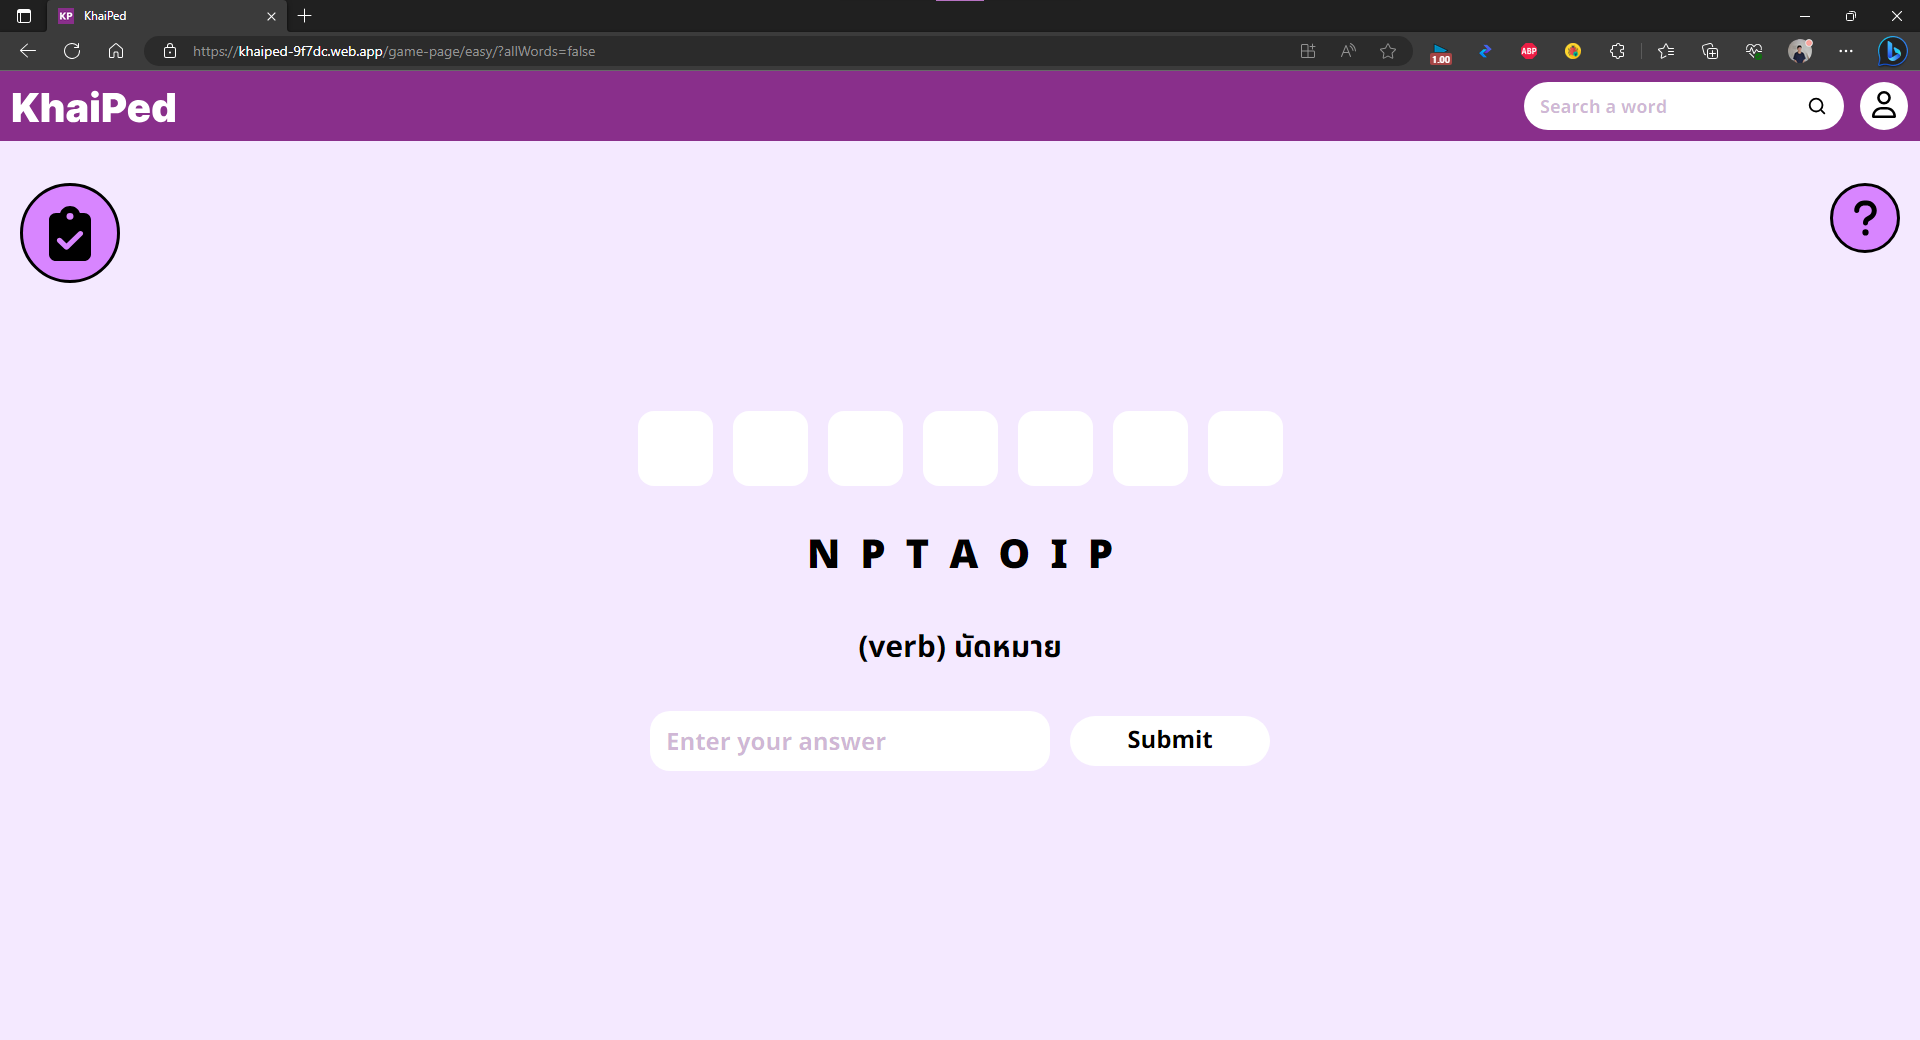 KP KhaiPed
https://khaiped-9f7dc.web.app/game-page/easy/?allWords=false
1.00
ABP
KhaiPed
Search a word
N P T A O I P
(verb) นัดหมาย
Enter your answer
Submit